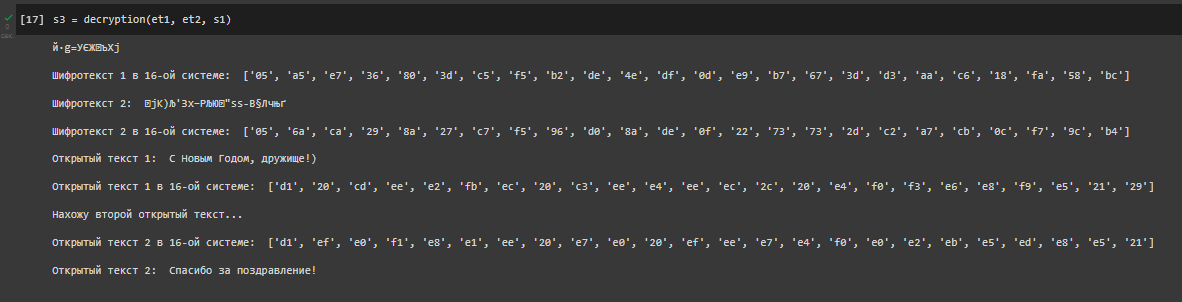 [17] s3 = decryption(et1, et2, s1)
й·g=УЄЖ ъХj
Шифротекст 1 в 16-ой системе:  ['05', 'a5', 'e7', '36', '80', '3d', 'c5', 'f5', 'b2', 'de', '4e', 'df', '0d', 'e9', 'b7', '67', '3d', 'd3', 'aa', 'c6', '18', 'fa', '58', 'bc']
Шифротекст 2:  jК)Љ'Зх–РЉЮ "ss-В§Лчњґ
Шифротекст 2 в 16-ой системе:  ['05', '6a', 'ca', '29', '8a', '27', 'c7', 'f5', '96', 'd0', '8a', 'de', '0f', '22', '73', '73', '2d', 'c2', 'a7', 'cb', '0c', 'f7', '9c', 'b4']
Открытый текст 1:  С Новым Годом, дружище!)
Открытый текст 1 в 16-ой системе:  ['d1', '20', 'cd', 'ee', 'e2', 'fb', 'ec', '20', 'c3', 'ee', 'e4', 'ee', 'ec', '2c', '20', 'e4', 'f0', 'f3', 'e6', 'e8', 'f9', 'e5', '21', '29']
Нахожу второй открытый текст...
Открытый текст 2 в 16-ой системе:  ['d1', 'ef', 'e0', 'f1', 'e8', 'e1', 'ee', '20', 'e7', 'e0', '20', 'ef', 'ee', 'e7', 'e4', 'f0', 'e0', 'e2', 'eb', 'e5', 'ed', 'e8', 'e5', '21']
Открытый текст 2:  Спасибо за поздравление!